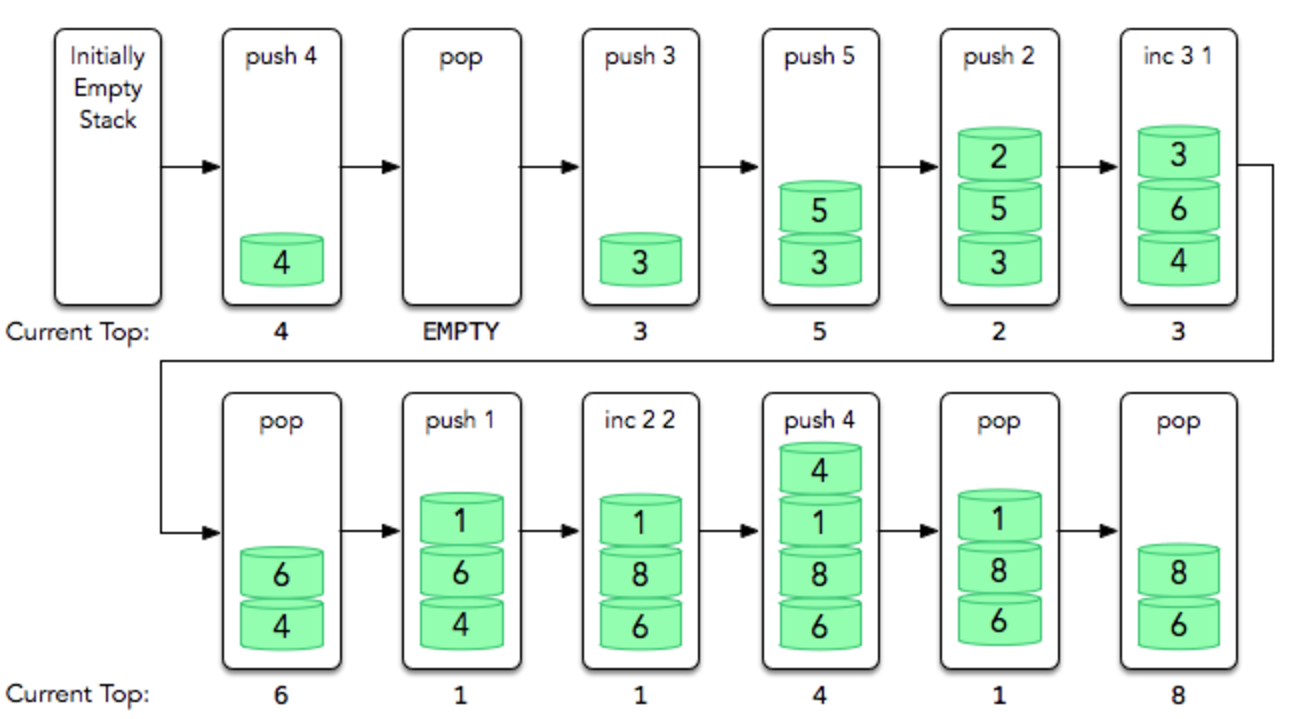 Initially
Empty
Stack
push 4
pop
push 3
push 5
push 2
inc 3 1
4
3
5
3
2
5
3
3
6
4
Current Top:
4
EMPTY
3
5
2
3
pop
push 1
inc 2 2
push 4
pop
pop
6
4
1
6
4
1
8
6
4
1
8
6
1
8
6
8
6
Current Top:
6
1
1
4
1
8